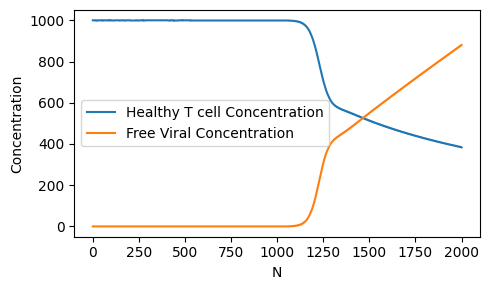 1000
800
600
400
200
0
Concentration
Healthy T cell Concentration
Free Viral Concentration
0 250 500 750 1000 1250 1500 1750 2000
N